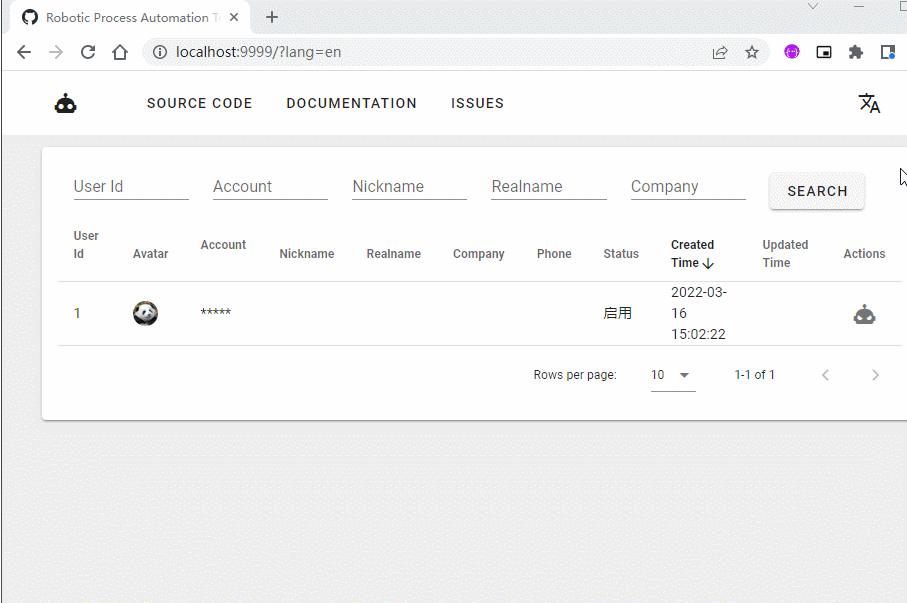 Robotic Process Automation T
localhost:9999/?lang=en
SOURCE CODE DOCUMENTATION ISSUES
User Id Account Nickname Realname Company SEARCH
User Id Avatar Account Nickname Realname Company Phone Status Created Time Updated Time Actions
1 ***** 启用 2022-03-16 15:02:22
Rows per page: 10 1-1 of 1